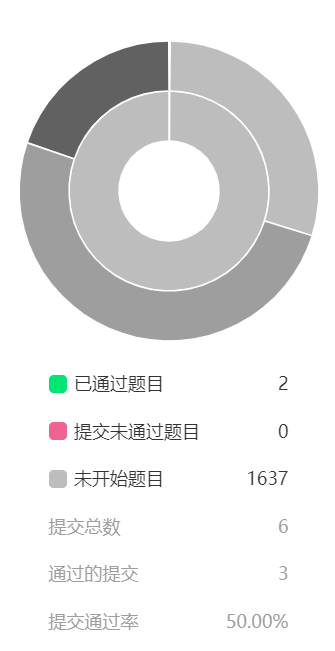 已通过题目 2
提交未通过题目 0
未开始题目 1637
提交总数 6
通过的提交 3
提交通过率 50.00%